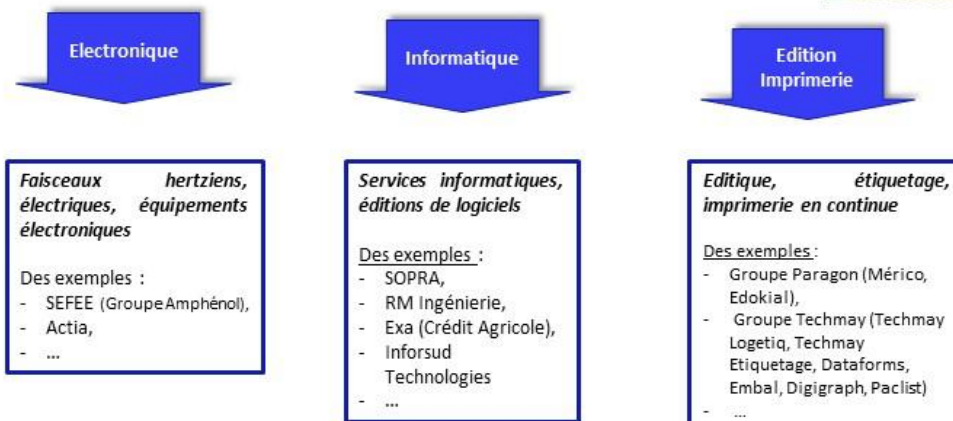 Electronique
Faisceaux hertziens,
électriques, équipements
électroniques
Des exemples :
- SEFEE (Groupe Amphénol),
- Actia,
- ...
Informatique
Services informatiques,
éditions de logiciels
Des exemples :
- SOPRA,
- RM Ingénierie,
- Exa (Crédit Agricole),
- Inforsud
Technologies
- ...
Edition
Imprimerie
Editique, étiquetage,
imprimerie en continue
Des exemples :
- Groupe Paragon (Mérico,
Edokial),
- Groupe Techmay (Techmay
Logetiq, Techmay
Etiquetage, Dataforms,
Embal, Digigraph, Paclist)
- ...